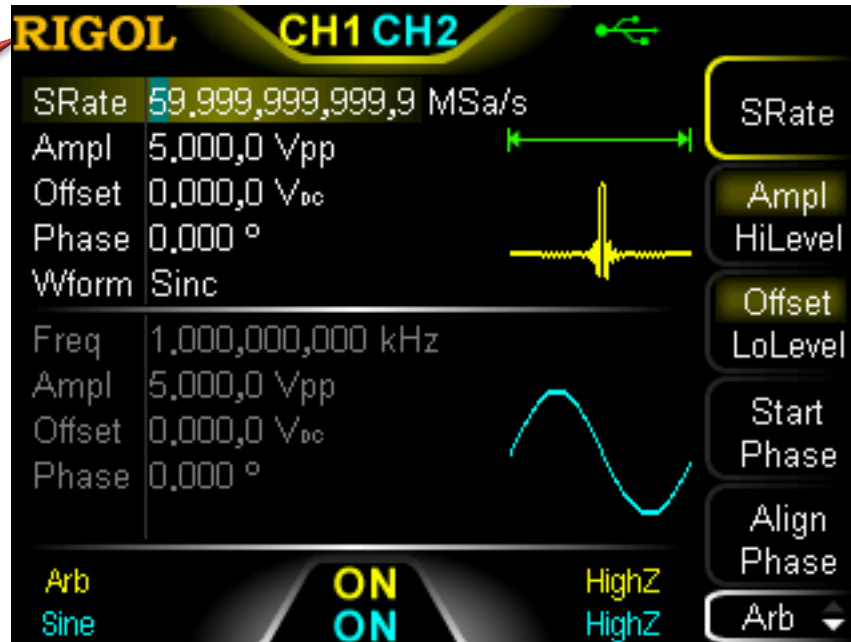 RIGOL CH1 CH2
SRate 59.999,999,999,9 MSa/s
Ampl 5.000,0 Vpp
Offset 0.000,0 VDC
Phase 0.000 °
Wform Sinc
Freq 1.000,000,000 kHz
Ampl 5.000,0 Vpp
Offset 0.000,0 VDC
Phase 0.000 °
Arb ON HighZ
Sine ON HighZ
SRate
Ampl
HiLevel
Offset
LoLevel
Start
Phase
Align
Phase
Arb